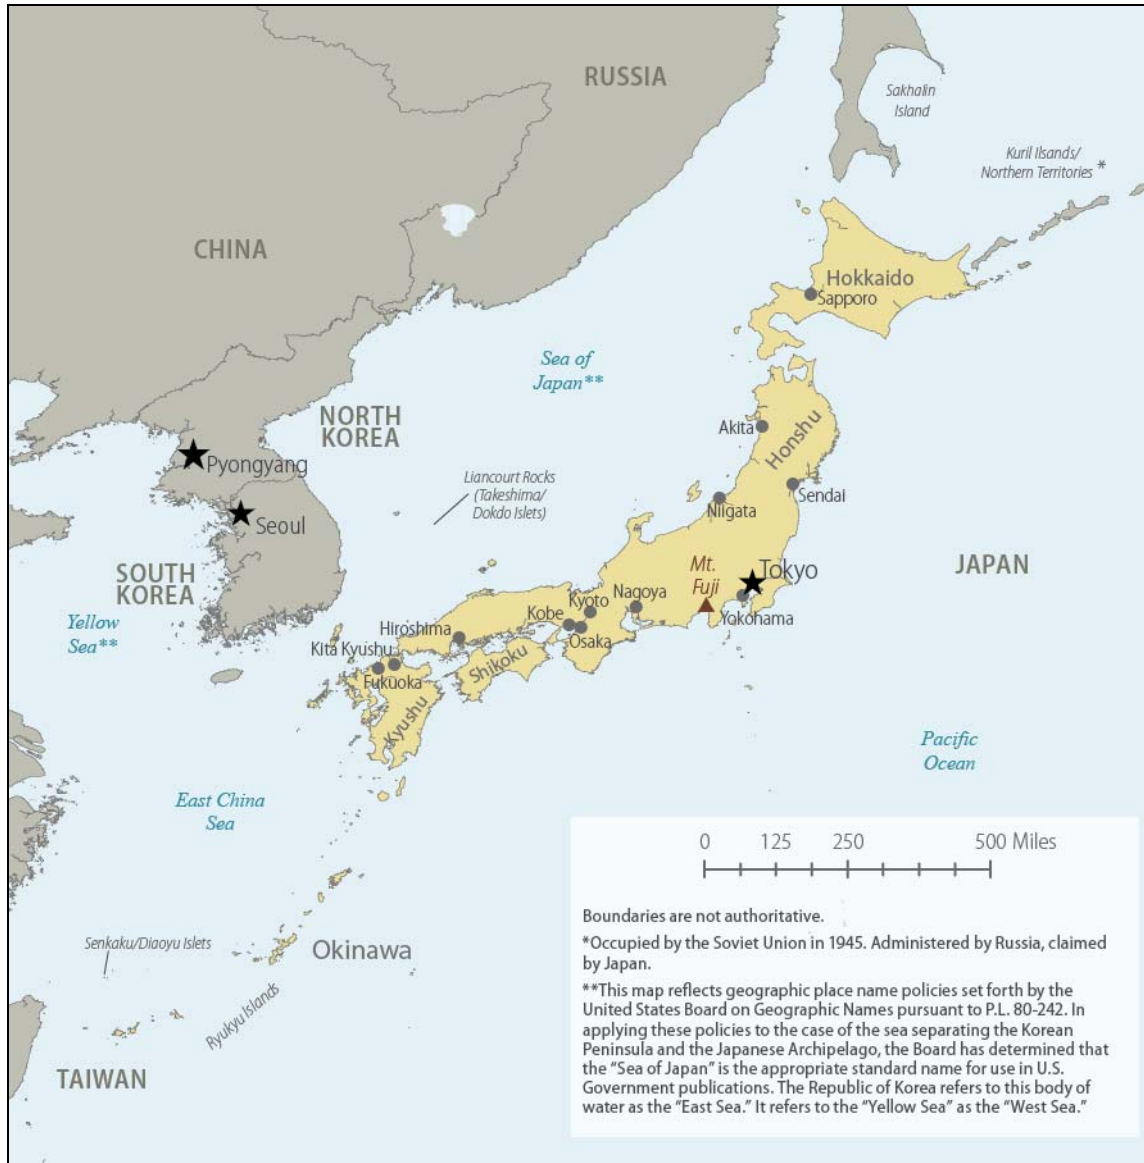 RUSSIA
Sakhalin
Island
Kuril Ilsands/
Northern Territories *
CHINA
Hokkaido
Sapporo
Sea of
Japan**
NORTH
KOREA
Akita
Honshu
Pyongyang
Liancourt Rocks
(Takeshima/
Dokdo Islets)
Sendai
Niigata
Seoul
JAPAN
Mt.
Fuji
Tokyo
SOUTH
KOREA
Nagoya
Kyoto
Kobe
Yokohama
Yellow
Sea**
Hiroshima
Osaka
Kita Kyushu
Shikoku
Fukuoka
Kyushu
Pacific
Ocean
East China
Sea
0 125 250 500 Miles
Boundaries are not authoritative.
*Occupied by the Soviet Union in 1945. Administered by Russia, claimed
by Japan.
**This map reflects geographic place name policies set forth by the
United States Board on Geographic Names pursuant to P.L. 80-242. In
applying these policies to the case of the sea separating the Korean
Peninsula and the Japanese Archipelago, the Board has determined that
the “Sea of Japan” is the appropriate standard name for use in U.S.
Government publications. The Republic of Korea refers to this body of
water as the “East Sea.” It refers to the “Yellow Sea” as the “West Sea.”
Senkaku/Diaoyu Islets
Okinawa
Ryukyu Islands
TAIWAN